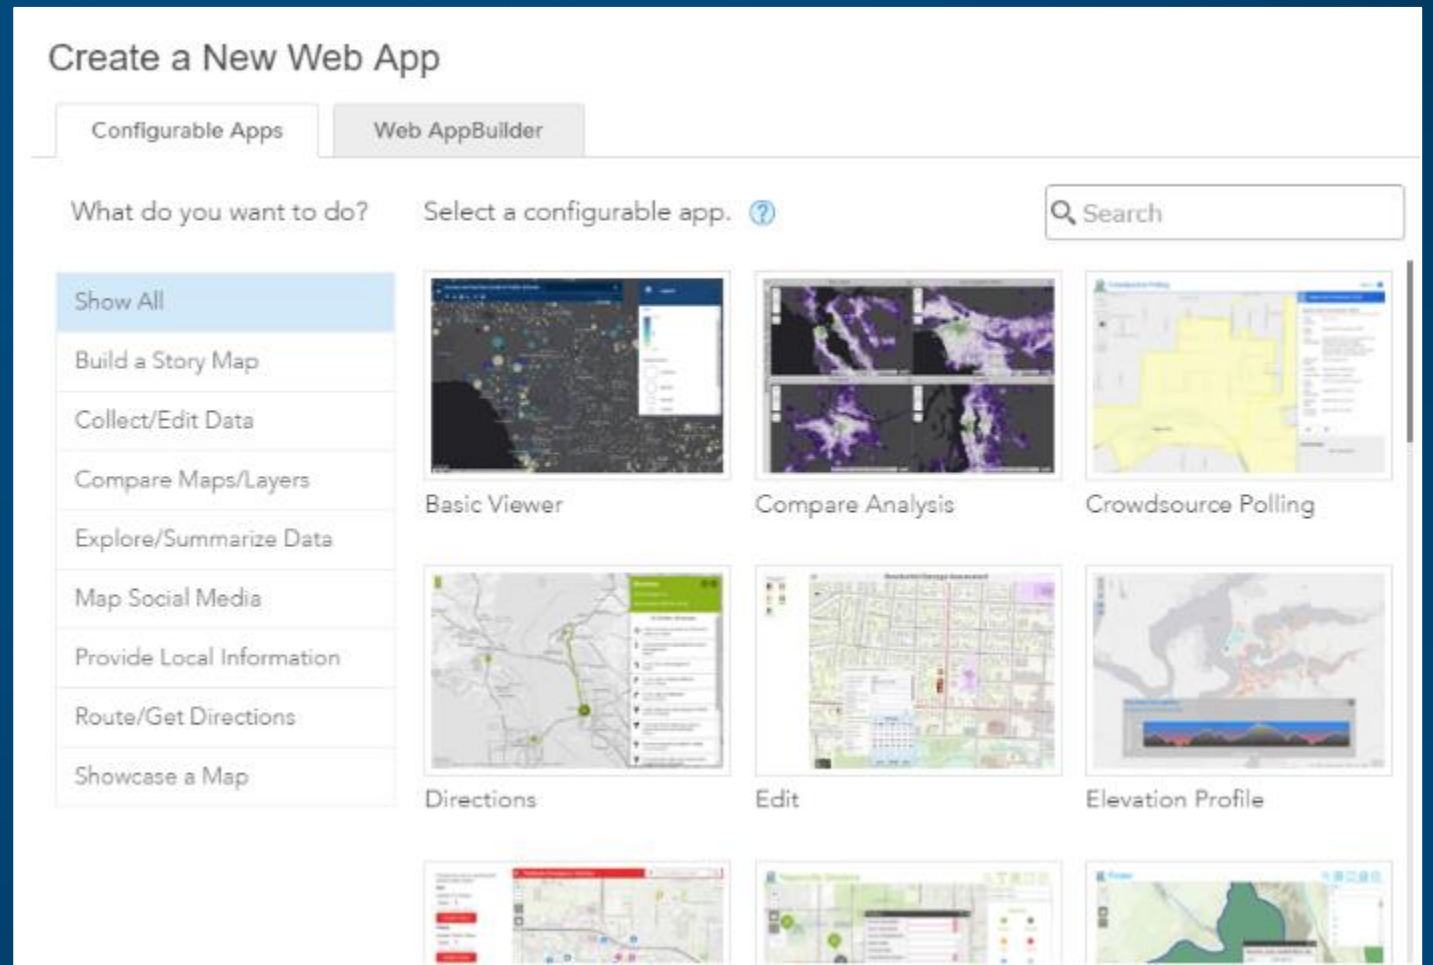 Create a New Web App
Configurable Apps
Web AppBuilder
What do you want to do?
Select a configurable app. ?
Search
Show All
Build a Story Map
Collect/Edit Data
Compare Maps/Layers
Explore/Summarize Data
Map Social Media
Provide Local Information
Route/Get Directions
Showcase a Map
Basic Viewer
Compare Analysis
Crowdsource Polling
Directions
Edit
Elevation Profile